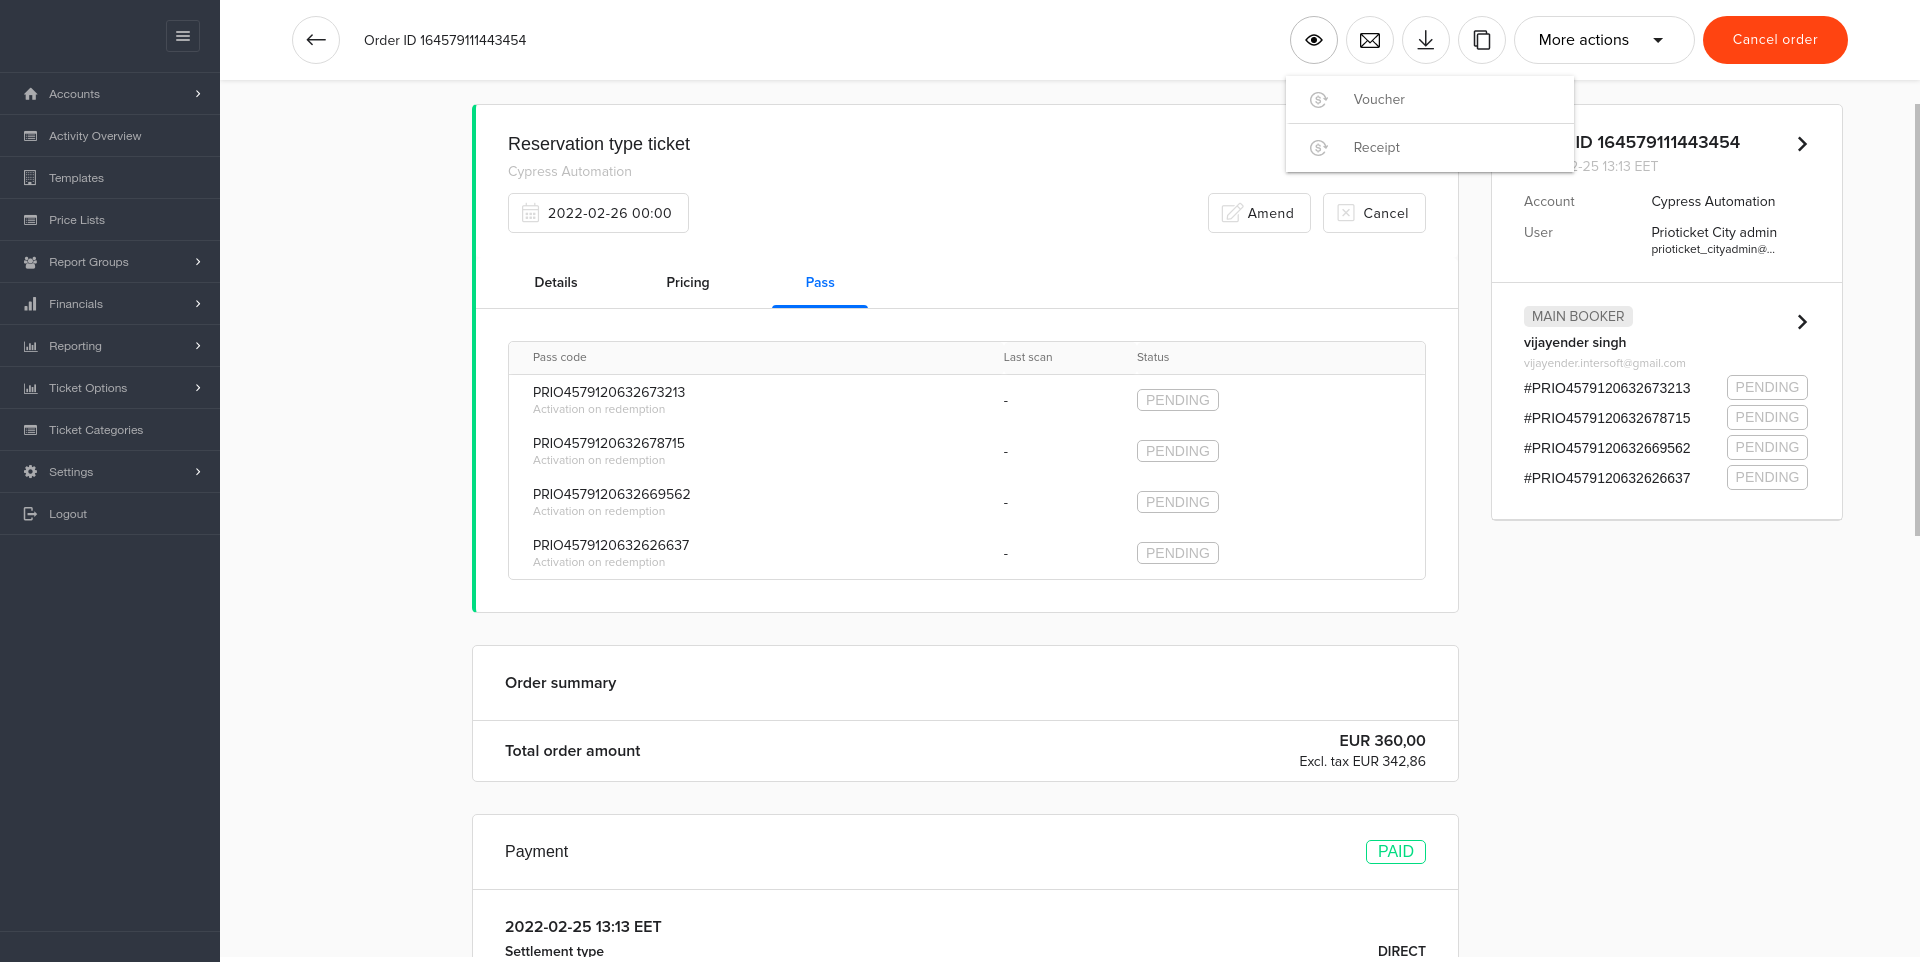 Order ID 164579111443454
More actions
Cancel order
Voucher
Receipt
Accounts
Activity Overview
Templates
Price Lists
Report Groups
Financials
Reporting
Ticket Options
Ticket Categories
Settings
Logout
Reservation type ticket
Cypress Automation
2022-02-26 00:00
Amend
Cancel
Details Pricing Pass
Pass code Last scan Status
PRIO4579120632673213 - PENDING
Activation on redemption
PRIO4579120632678715 - PENDING
Activation on redemption
PRIO4579120632669562 - PENDING
Activation on redemption
PRIO4579120632626637 - PENDING
Activation on redemption
Order summary
Total order amount
EUR 360,00
Excl. tax EUR 342,86
Payment
PAID
2022-02-25 13:13 EET
Settlement type DIRECT
ID 164579111443454
-25 13:13 EET
Account Cypress Automation
User Prioticket City admin
prioticket_cityadmin@...
MAIN BOOKER
vijayender singh
vijayender.intersoft@gmail.com
#PRIO4579120632673213 PENDING
#PRIO4579120632678715 PENDING
#PRIO4579120632669562 PENDING
#PRIO4579120632626637 PENDING